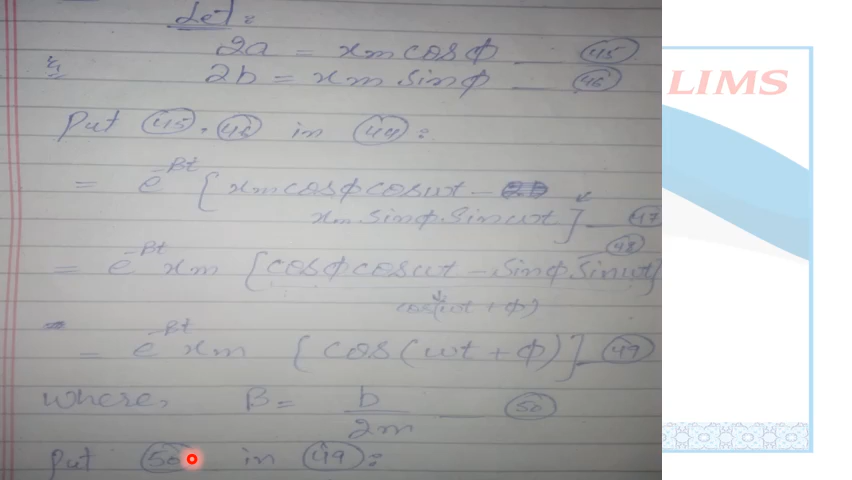 Let:
2a = xm cosφ — (45)
& 2b = xm sinφ — (46)
Put (45), (46) in (44):
= e^-βt [xm cosφ cosωt -
xm sinφ sinωt] — (47)
= e^-βt xm [cosφ cosωt - sinφ sinωt] (48)
cos(ωt + φ)
= e^-βt xm [cos(ωt + φ)] — (49)
where, β = b/2m — (50)
Put (50) in (49):
LIMS